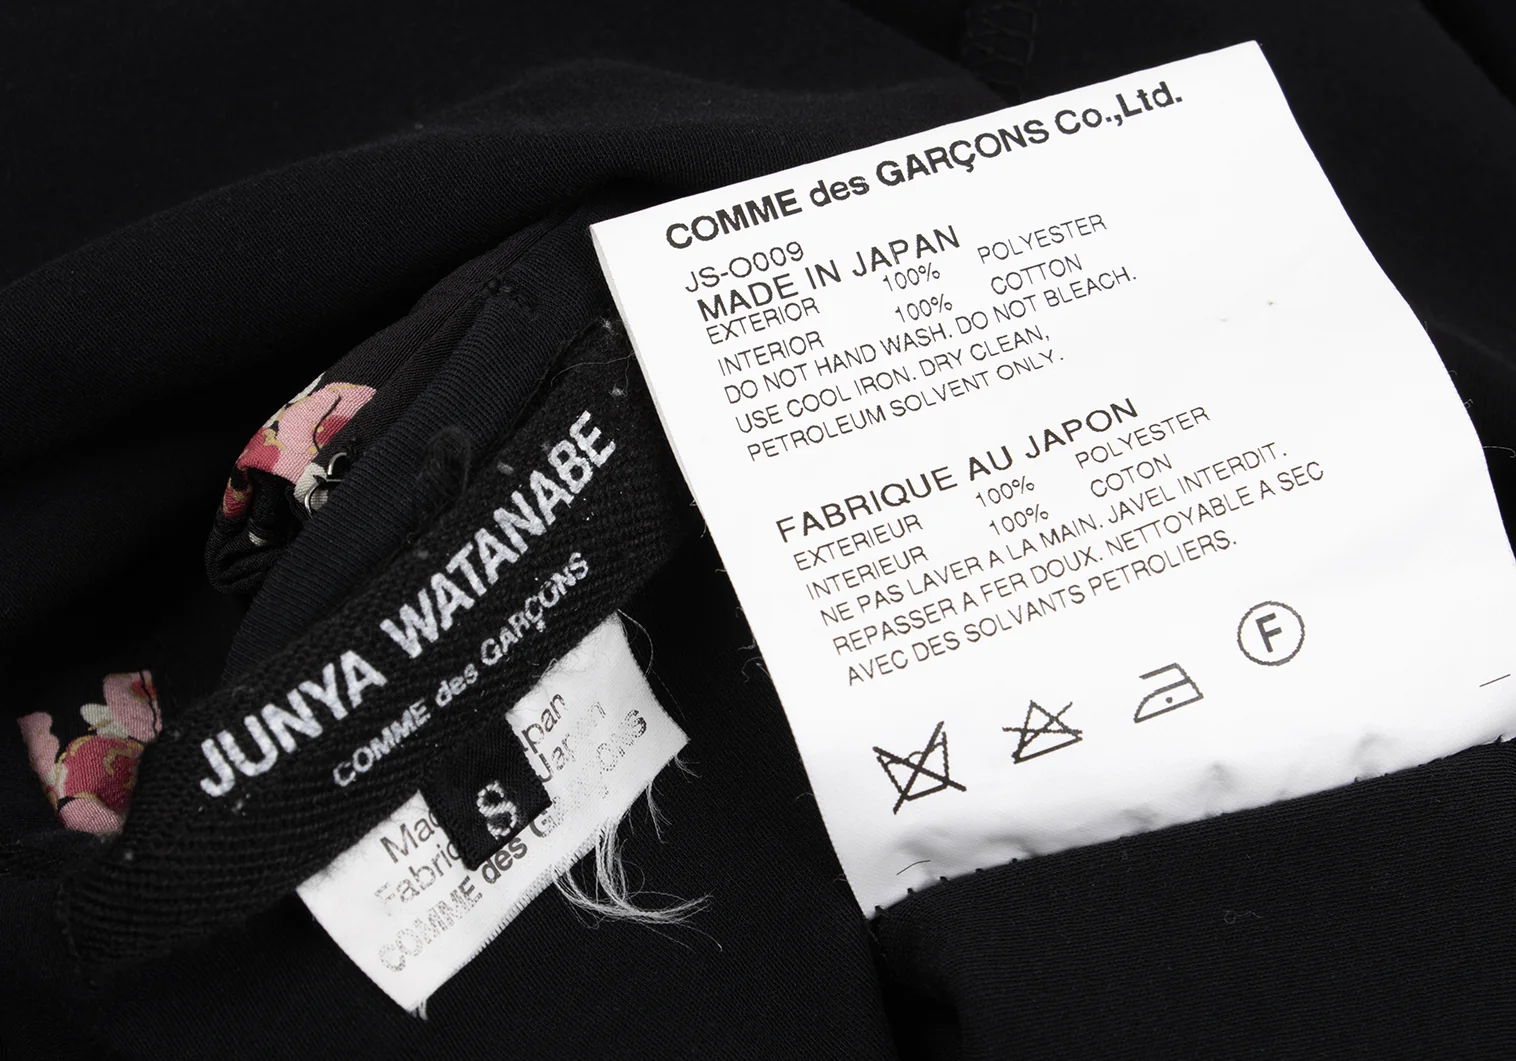 COMME des GARÇONS Co.,Ltd.
JS-O009
MADE IN JAPAN
EXTERIOR 100% POLYESTER
INTERIOR 100% COTTON
DO NOT HAND WASH. DO NOT BLEACH.
USE COOL IRON. DRY CLEAN,
PETROLEUM SOLVENT ONLY.
FABRIQUE AU JAPON
EXTERIEUR 100% POLYESTER
INTERIEUR 100% COTON
NE PAS LAVER A LA MAIN. JAVEL INTERDIT.
REPASSER A FER DOUX. NETTOYABLE A SEC
AVEC DES SOLVANTS PETROLIERS.
F
JUNYA WATANABE
COMME des GARÇONS
S
COMME des